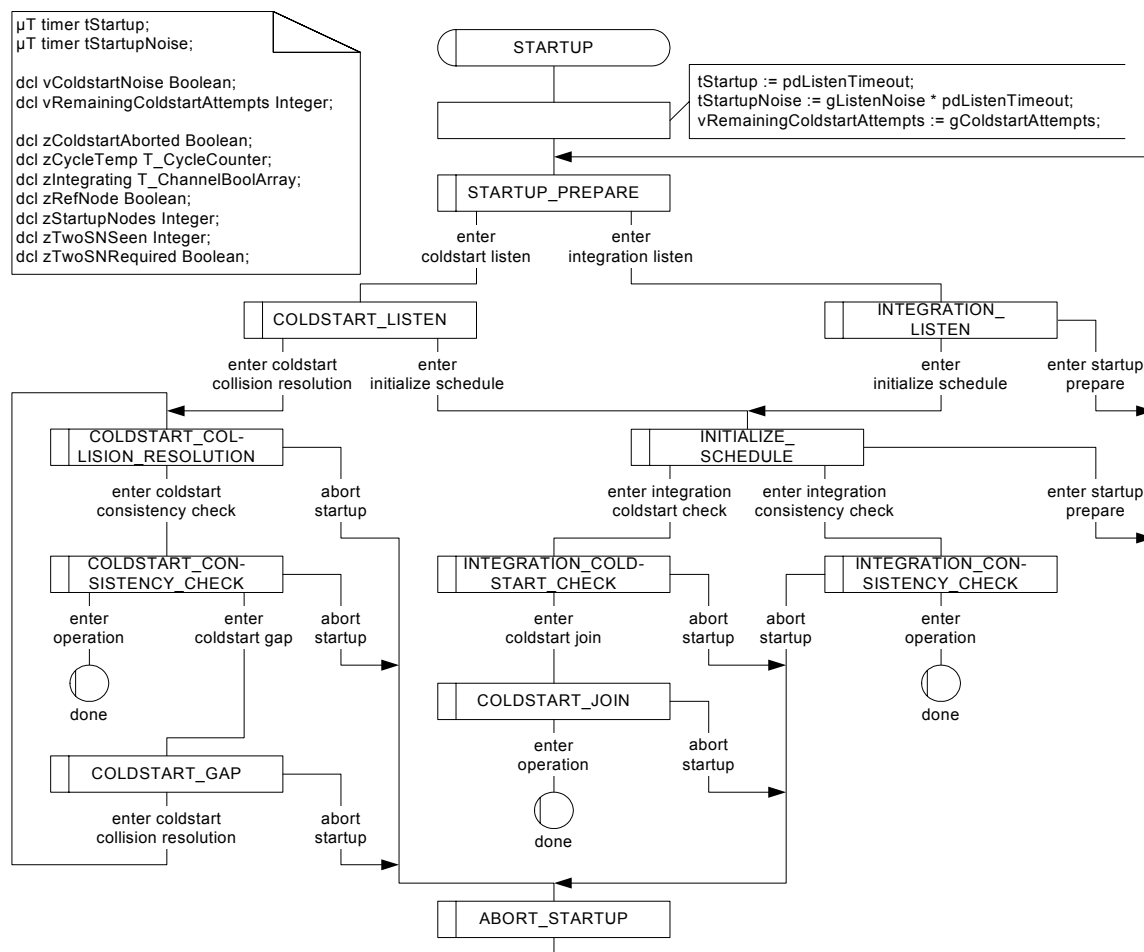 µT timer tStartup;
µT timer tStartupNoise;
dcl vColdstartNoise Boolean;
dcl vRemainingColdstartAttempts Integer;
dcl zColdstartAborted Boolean;
dcl zCycleTemp T_CycleCounter;
dcl zIntegrating T_ChannelBoolArray;
dcl zRefNode Boolean;
dcl zStartupNodes Integer;
dcl zTwoSNSeen Integer;
dcl zTwoSNRequired Boolean;
STARTUP
tStartup := pdListenTimeout;
tStartupNoise := gListenNoise * pdListenTimeout;
vRemainingColdstartAttempts := gColdstartAttempts;
STARTUP_PREPARE
enter
coldstart listen
enter
integration listen
COLDSTART_LISTEN
INTEGRATION_
LISTEN
enter coldstart
collision resolution
enter
initialize schedule
enter
initialize schedule
enter startup
prepare
COLDSTART_COL-
LISION_RESOLUTION
INITIALIZE_
SCHEDULE
enter coldstart
consistency check
abort
startup
enter integration
coldstart check
enter integration
consistency check
enter startup
prepare
COLDSTART_CON-
SISTENCY_CHECK
INTEGRATION_COLD-
START_CHECK
INTEGRATION_CON-
SISTENCY_CHECK
enter
operation
enter
coldstart gap
abort
startup
enter
coldstart join
abort
startup
abort
startup
enter
operation
done
COLDSTART_JOIN
done
enter
operation
abort
startup
COLDSTART_GAP
enter coldstart
collision resolution
abort
startup
done
ABORT_STARTUP